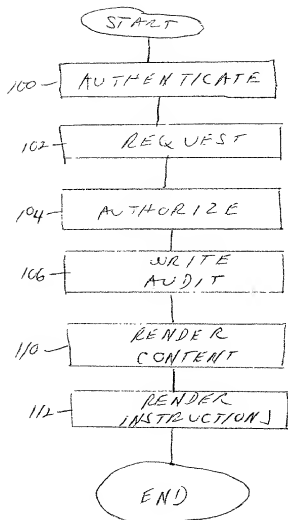 START
100 AUTHENTICATE
102 REQUEST
104 AUTHORIZE
106 WRITE
AUDIT
110 RENDER
CONTENT
112 RENDER
INSTRUCTIONS
END